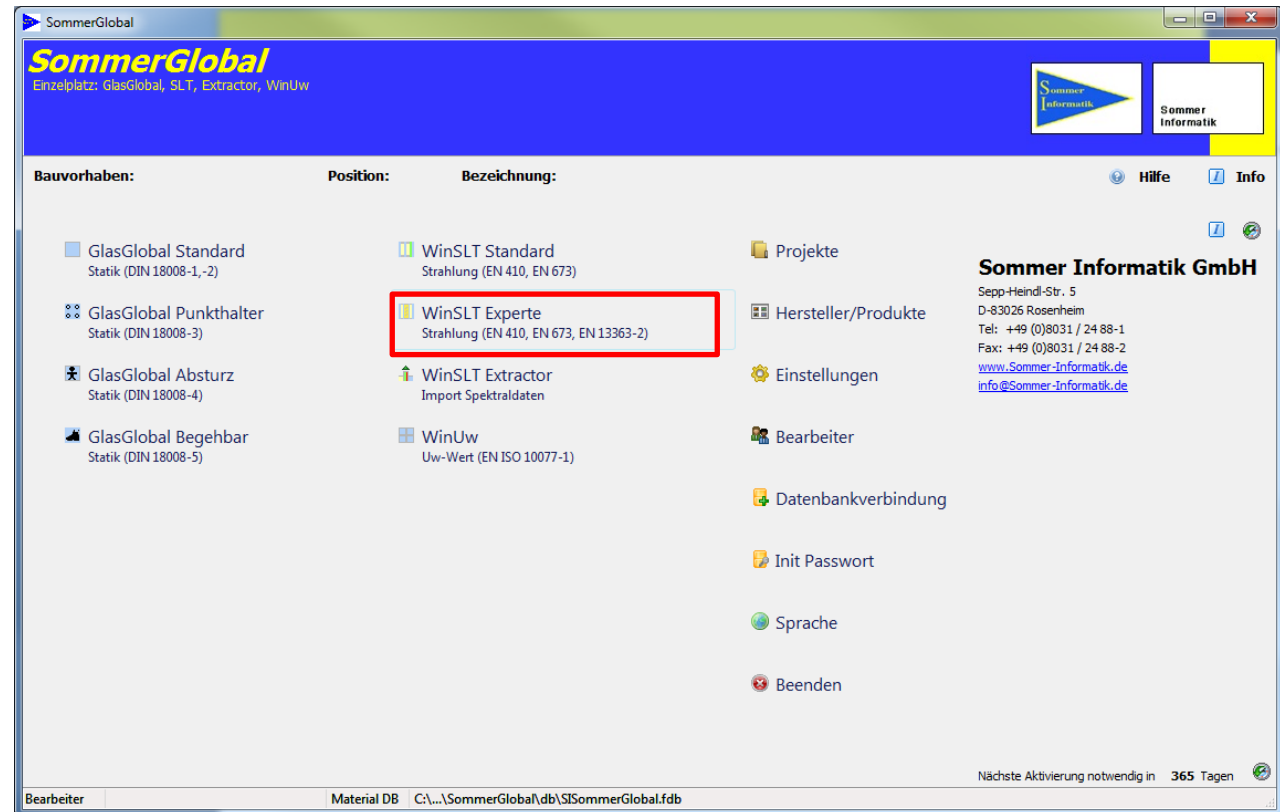 SommerGlobal
SommerGlobal
Einzelplatz: GlasGlobal, SLT, Extractor, WinUw
Sommer
Informatik
Sommer
Informatik
Bauvorhaben: Position: Bezeichnung: Hilfe Info
GlasGlobal Standard
Statik (DIN 18008-1,-2)
GlasGlobal Punkthalter
Statik (DIN 18008-3)
GlasGlobal Absturz
Statik (DIN 18008-4)
GlasGlobal Begehbar
Statik (DIN 18008-5)
WinSLT Standard
Strahlung (EN 410, EN 673)
WinSLT Experte
Strahlung (EN 410, EN 673, EN 13363-2)
WinSLT Extractor
Import Spektraldaten
WinUw
Uw-Wert (EN ISO 10077-1)
Projekte
Hersteller/Produkte
Einstellungen
Bearbeiter
Datenbankverbindung
Init Passwort
Sprache
Beenden
Sommer Informatik GmbH
Sepp-Heindl-Str. 5
D-83026 Rosenheim
Tel: +49 (0)8031 / 24 88-1
Fax: +49 (0)8031 / 24 88-2
www.Sommer-Informatik.de
info@Sommer-Informatik.de
Nächste Aktivierung notwendig in 365 Tagen
Bearbeiter Material DB C:\...\SommerGlobal\db\SISommerGlobal.fdb